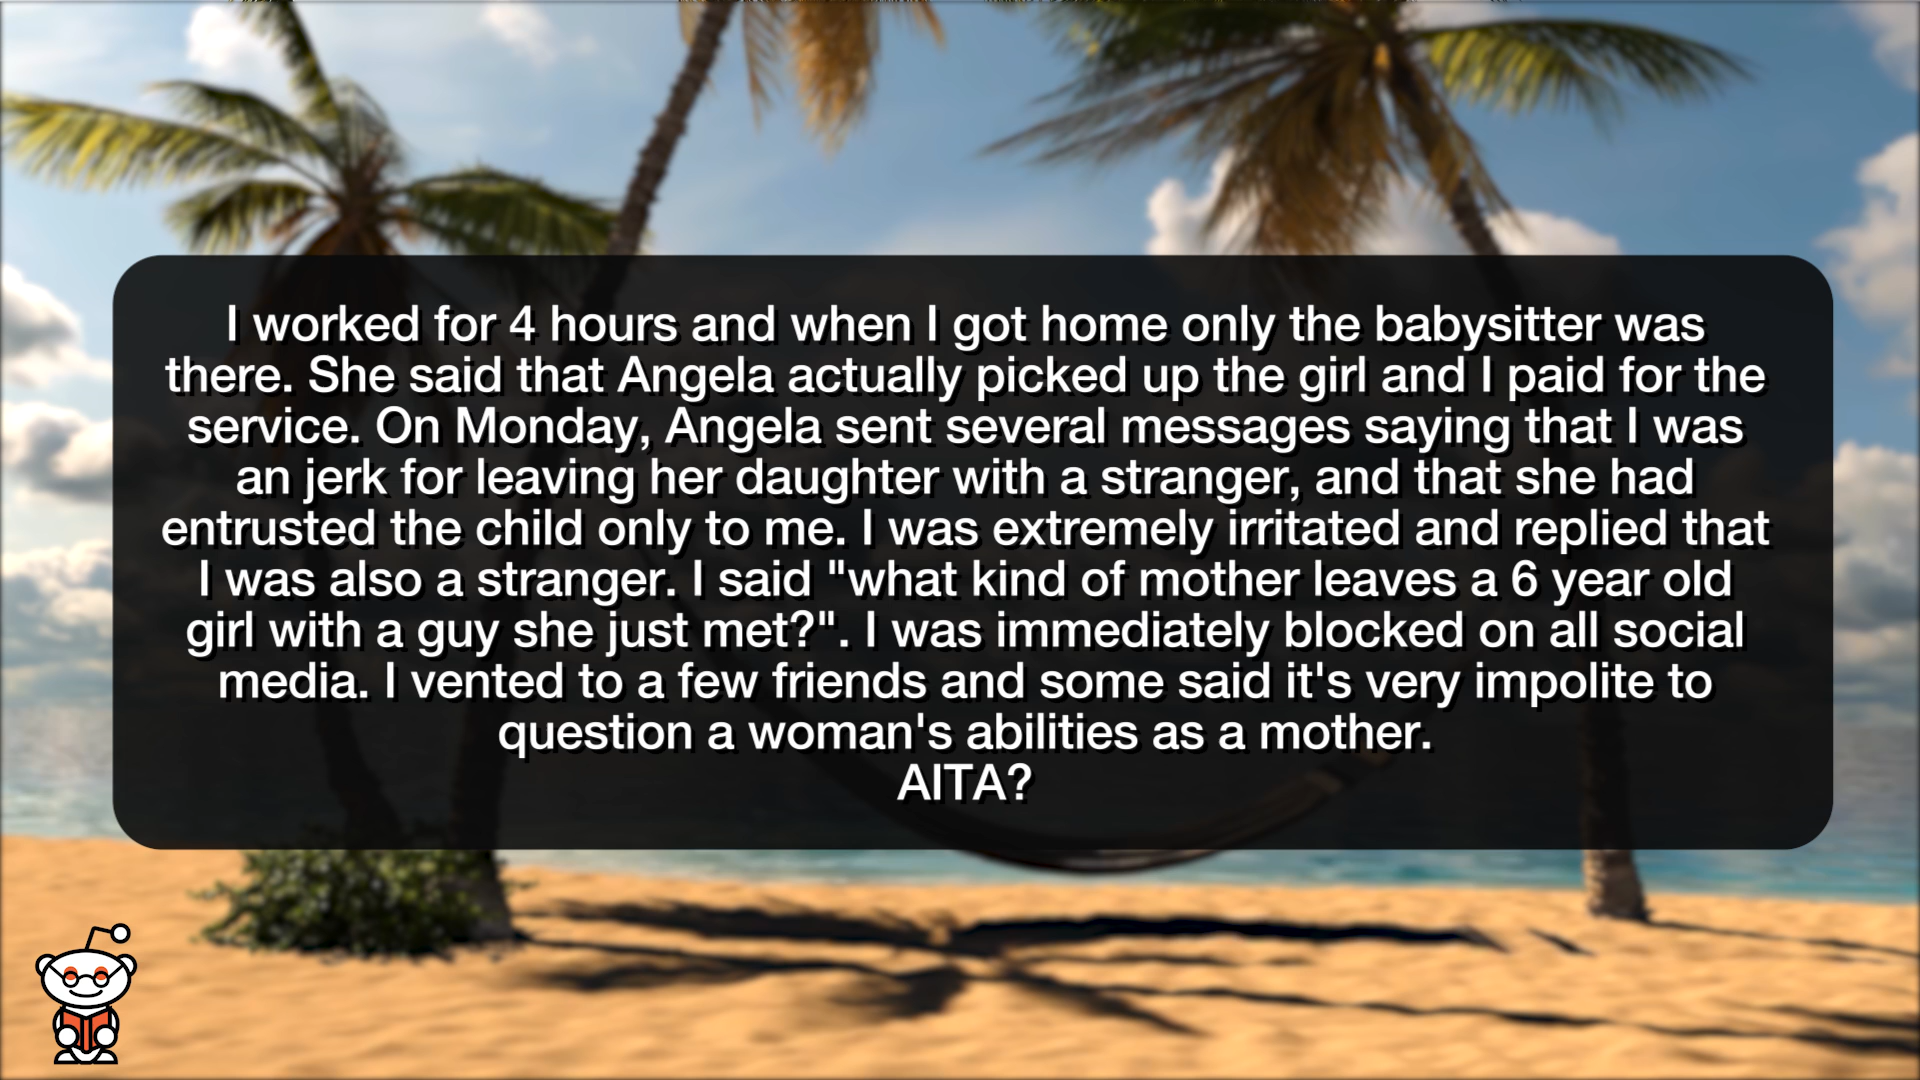 I worked for 4 hours and when I got home only the babysitter was
there. She said that Angela actually picked up the girl and I paid for the
service. On Monday, Angela sent several messages saying that I was
an jerk for leaving her daughter with a stranger, and that she had
entrusted the child only to me. I was extremely irritated and replied that
I was also a stranger. I said "what kind of mother leaves a 6 year old
girl with a guy she just met?". I was immediately blocked on all social
media. I vented to a few friends and some said it's very impolite to
question a woman's abilities as a mother.
AITA?